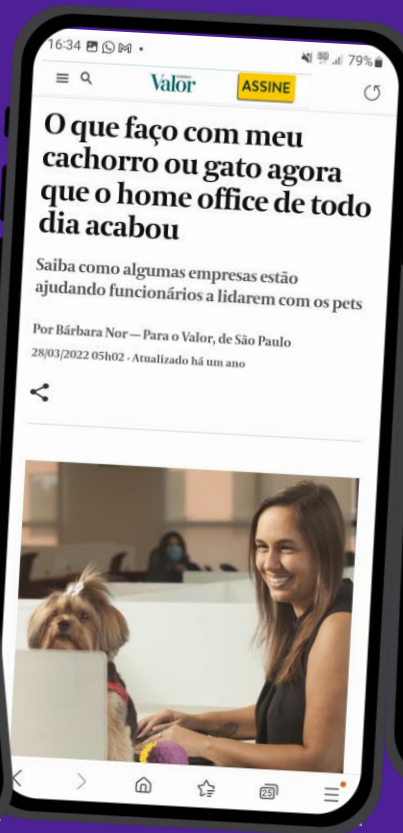 16:34
79%
Valor
ASSINE
O que faço com meu
cachorro ou gato agora
que o home office de todo
dia acabou
Saiba como algumas empresas estão
ajudando funcionários a lidarem com os pets
Por Bárbara Nor — Para o Valor, de São Paulo
28/03/2022 05h02 · Atualizado há um ano
25